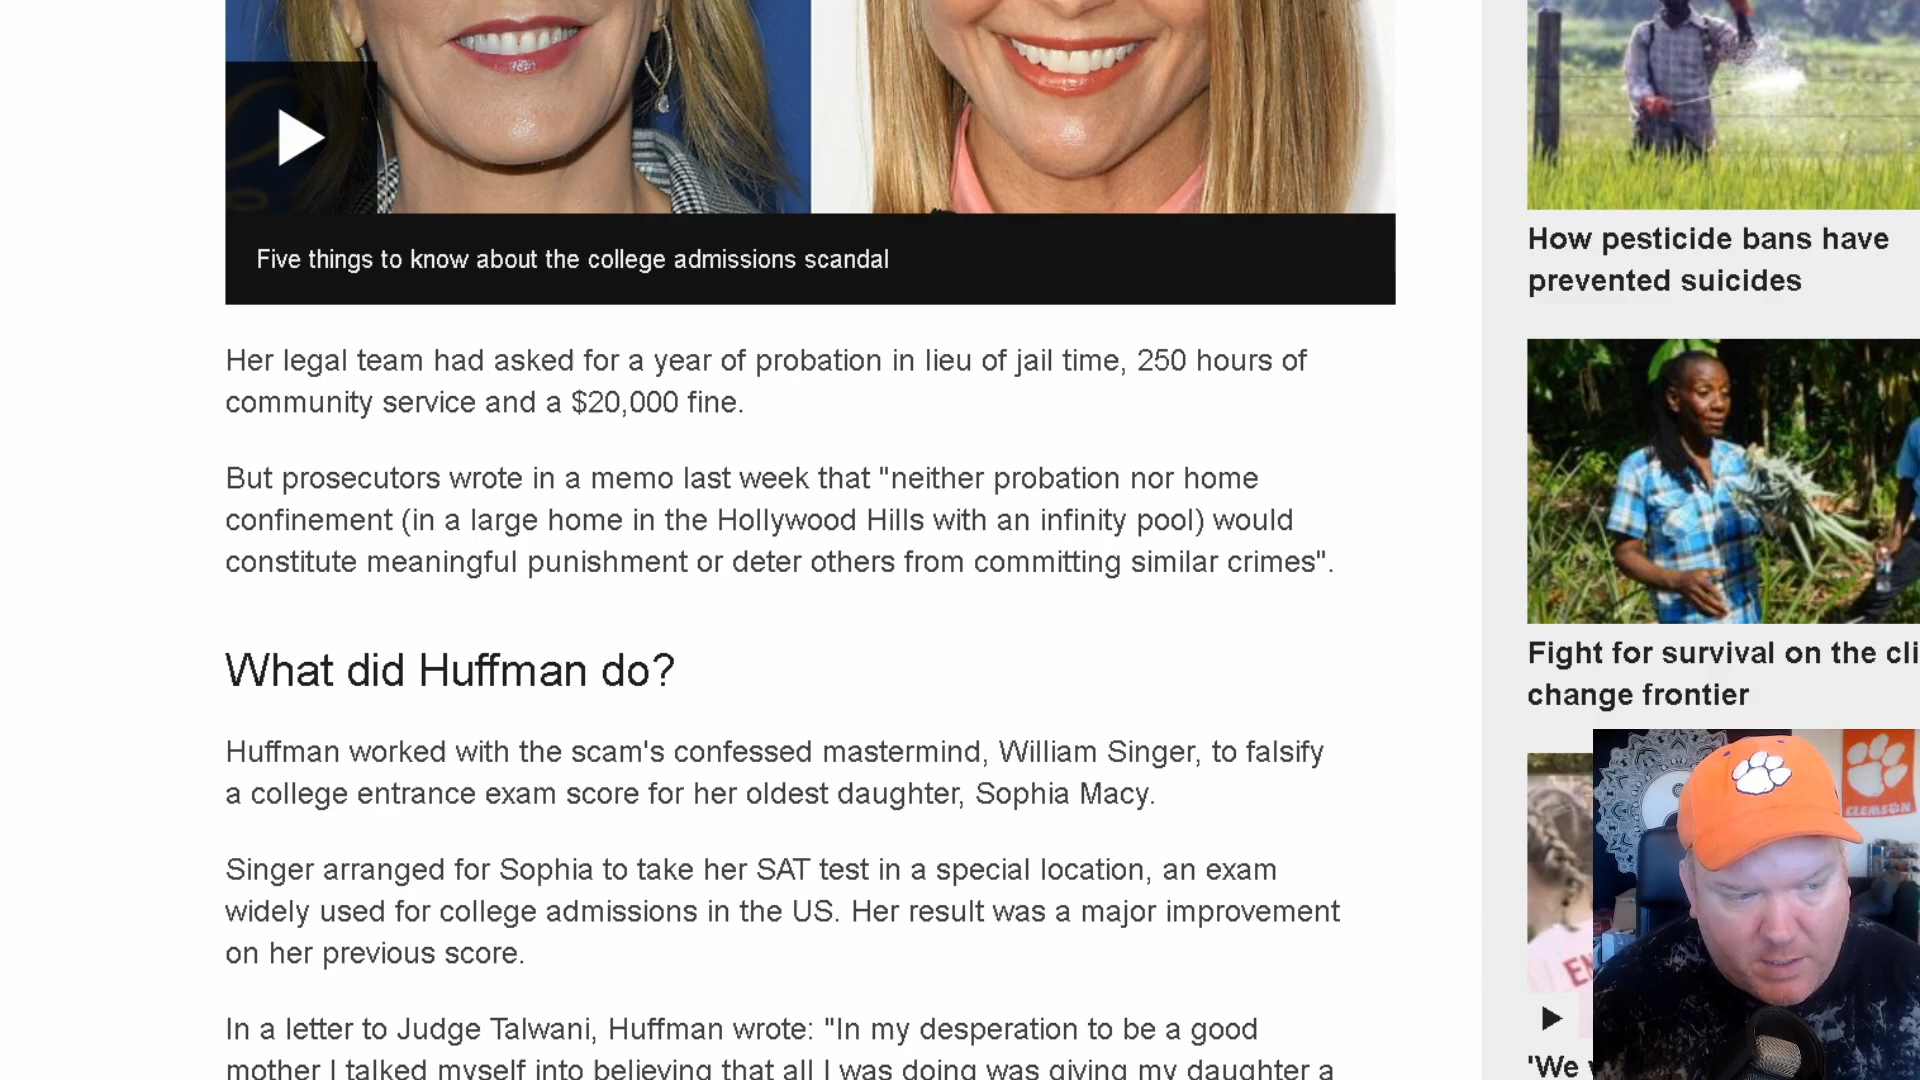 Five things to know about the college admissions scandal
Her legal team had asked for a year of probation in lieu of jail time, 250 hours of
community service and a $20,000 fine.
But prosecutors wrote in a memo last week that "neither probation nor home
confinement (in a large home in the Hollywood Hills with an infinity pool) would
constitute meaningful punishment or deter others from committing similar crimes".
What did Huffman do?
Huffman worked with the scam's confessed mastermind, William Singer, to falsify
a college entrance exam score for her oldest daughter, Sophia Macy.
Singer arranged for Sophia to take her SAT test in a special location, an exam
widely used for college admissions in the US. Her result was a major improvement
on her previous score.
In a letter to Judge Talwani, Huffman wrote: "In my desperation to be a good
mother I talked myself into believing that all I was doing was giving my daughter a
How pesticide bans have
prevented suicides
Fight for survival on the cli
change frontier
'We
CLEMSON